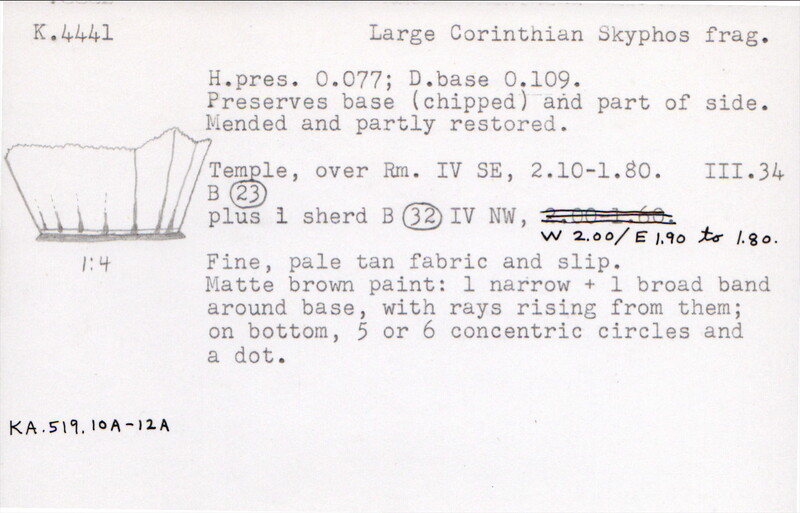 K.4441 Large Corinthian Skyphos frag.
H.pres. 0.077; D.base 0.109.
Preserves base (chipped) and part of side.
Mended and partly restored.
Temple, over Rm. IV SE, 2.10-1.80. III.34
B 23
plus 1 sherd B 32 IV NW, 2.00-1.60.
W 2.00/E 1.90 to 1.80.
1:4
Fine, pale tan fabric and slip.
Matte brown paint: 1 narrow + 1 broad band
around base, with rays rising from them;
on bottom, 5 or 6 concentric circles and
a dot.
KA.519.10A-12A